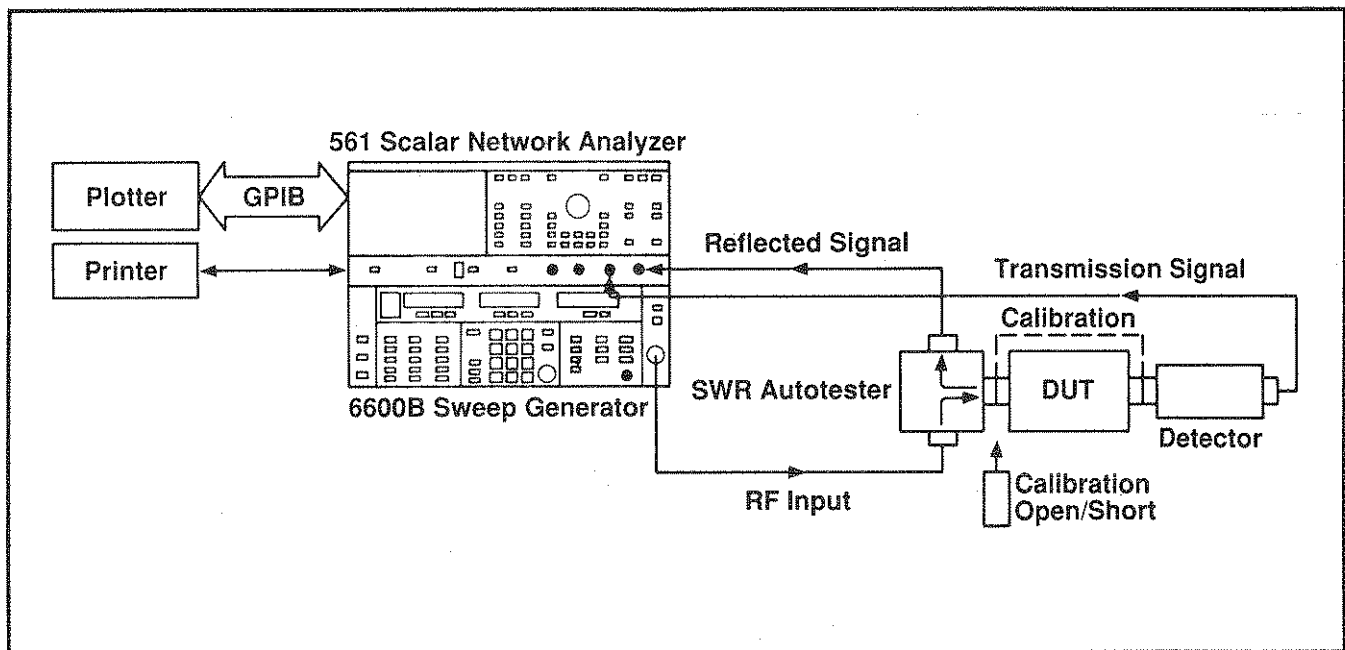 561 Scalar Network Analyzer
Plotter
GPIB
Printer
Reflected Signal
Transmission Signal
Calibration
SWR Autotester
DUT
6600B Sweep Generator
Detector
RF Input
Calibration
Open/Short